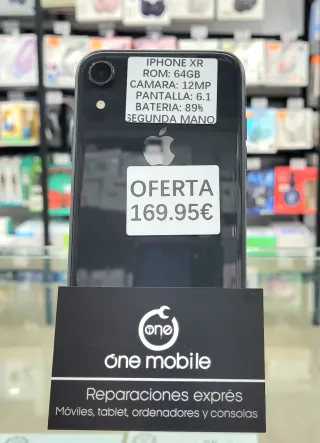 IPHONE XR
ROM: 64GB
CAMARA: 12MP
PANTALLA: 6.1
BATERIA: 89%
SEGUNDA MANO
OFERTA
169.95€
one
óne mobile
Reparaciones exprés
Móviles, tablet, ordenadores y consolas